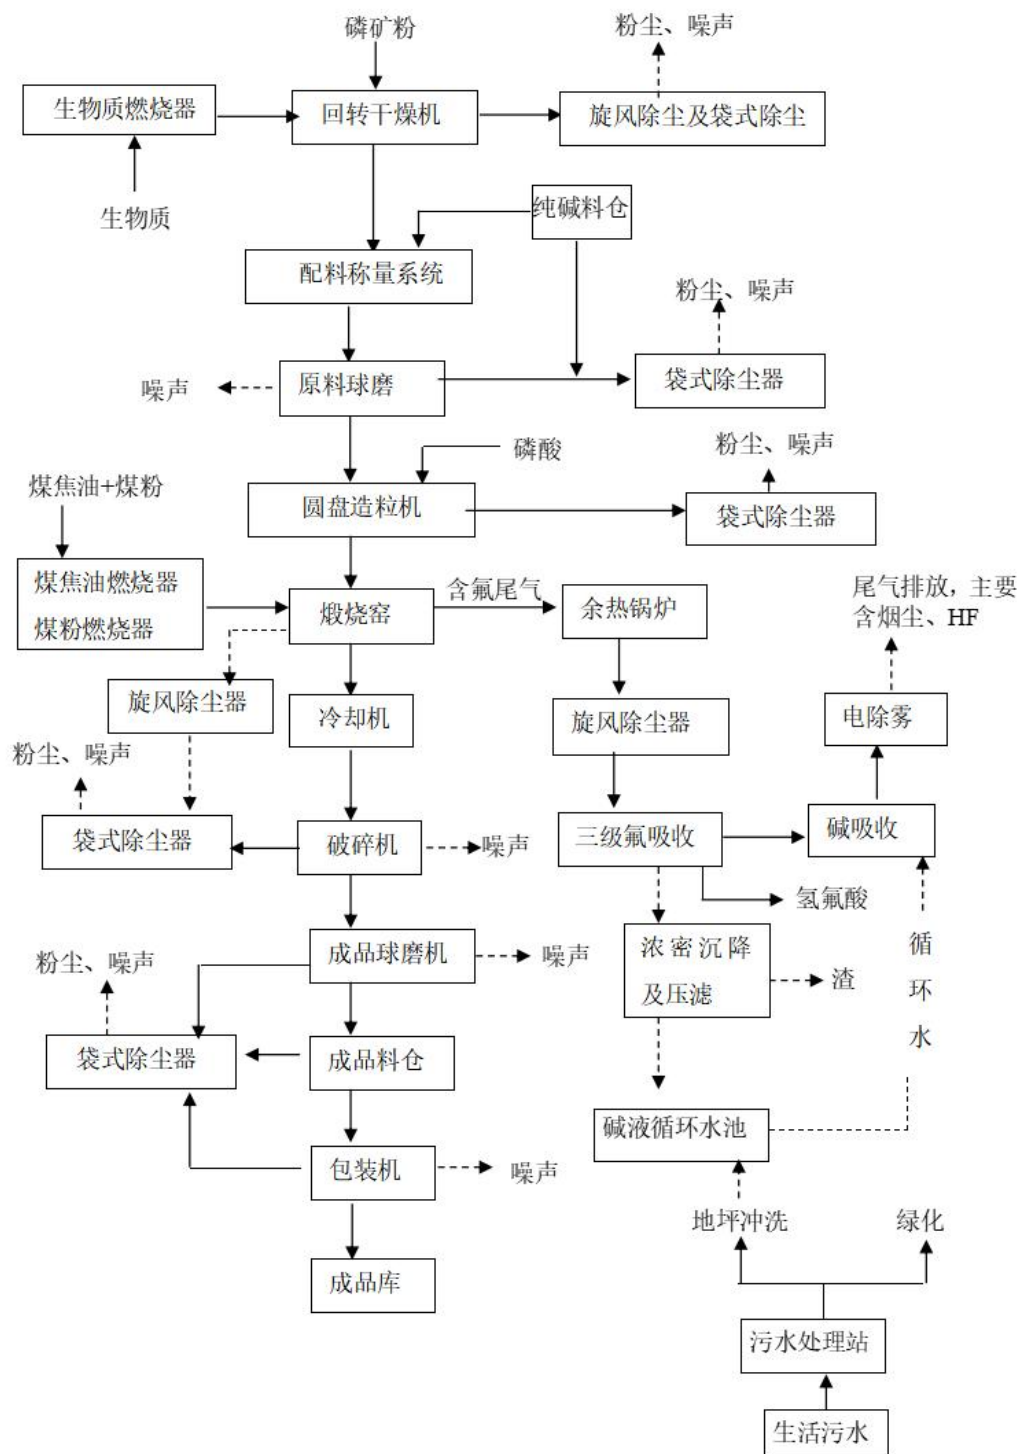 磷矿粉
粉尘、噪声
生物质燃烧器
回转干燥机
旋风除尘及袋式除尘
生物质
纯碱料仓
配料称量系统
粉尘、噪声
噪声
原料球磨
袋式除尘器
磷酸
粉尘、噪声
煤焦油+煤粉
圆盘造粒机
袋式除尘器
煤焦油燃烧器
煤粉燃烧器
煅烧窑
含氟尾气
余热锅炉
尾气排放，主要
含烟尘、HF
旋风除尘器
冷却机
旋风除尘器
电除雾
粉尘、噪声
袋式除尘器
破碎机
噪声
三级氟吸收
碱吸收
氢氟酸
粉尘、噪声
成品球磨机
噪声
浓密沉降
及压滤
渣
循
环
水
袋式除尘器
成品料仓
碱液循环水池
包装机
噪声
地坪冲洗
绿化
成品库
污水处理站
生活污水